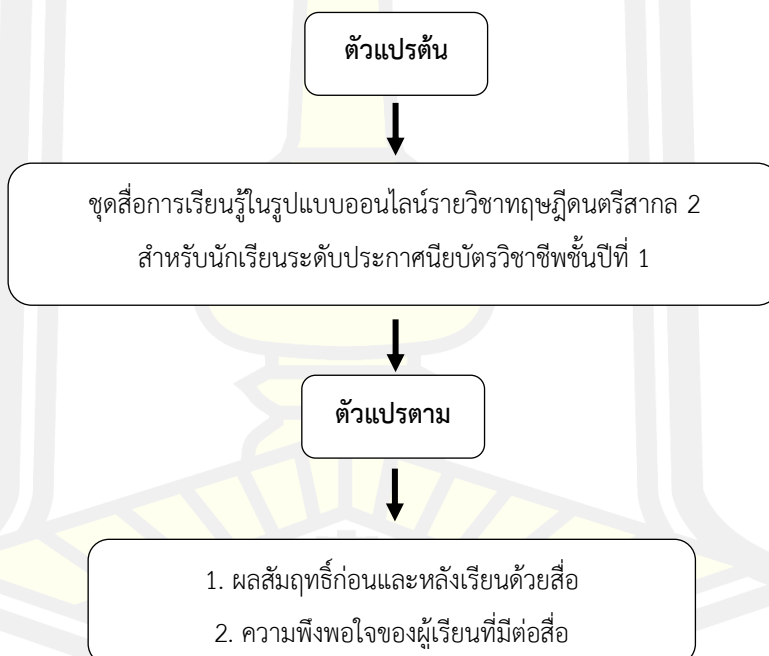 ตัวแปรต้น
ชุดสื่อการเรียนรู้ในรูปแบบออนไลน์รายวิชาทฤษฎีดนตรีสากล 2
สำหรับนักเรียนระดับประกาศนียบัตรวิชาชีพชั้นปีที่ 1
ตัวแปรตาม
1. ผลสัมฤทธิ์ก่อนและหลังเรียนด้วยสื่อ
2. ความพึงพอใจของผู้เรียนที่มีต่อสื่อ